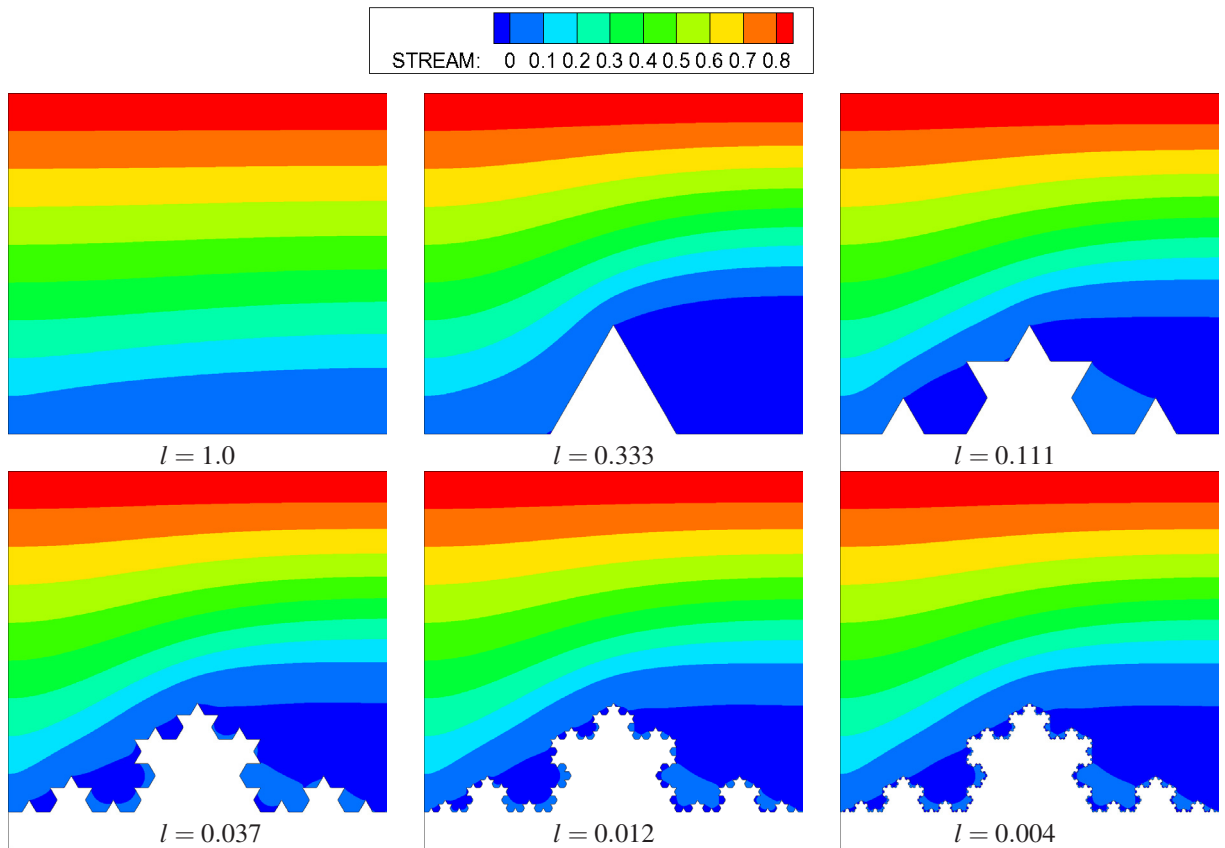 STREAM: 0 0.1 0.2 0.3 0.4 0.5 0.6 0.7 0.8
l = 1.0
l = 0.333
l = 0.111
l = 0.037
l = 0.012
l = 0.004